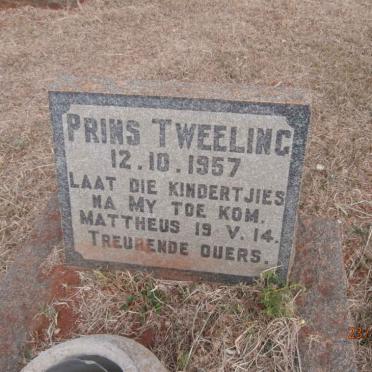 PRINS TWEELING
12.10.1957
LAAT DIE KINDERTJIES
NA MY TOE KOM.
MATTHEUS 19 V. 14.
TREURENDE OUERS.